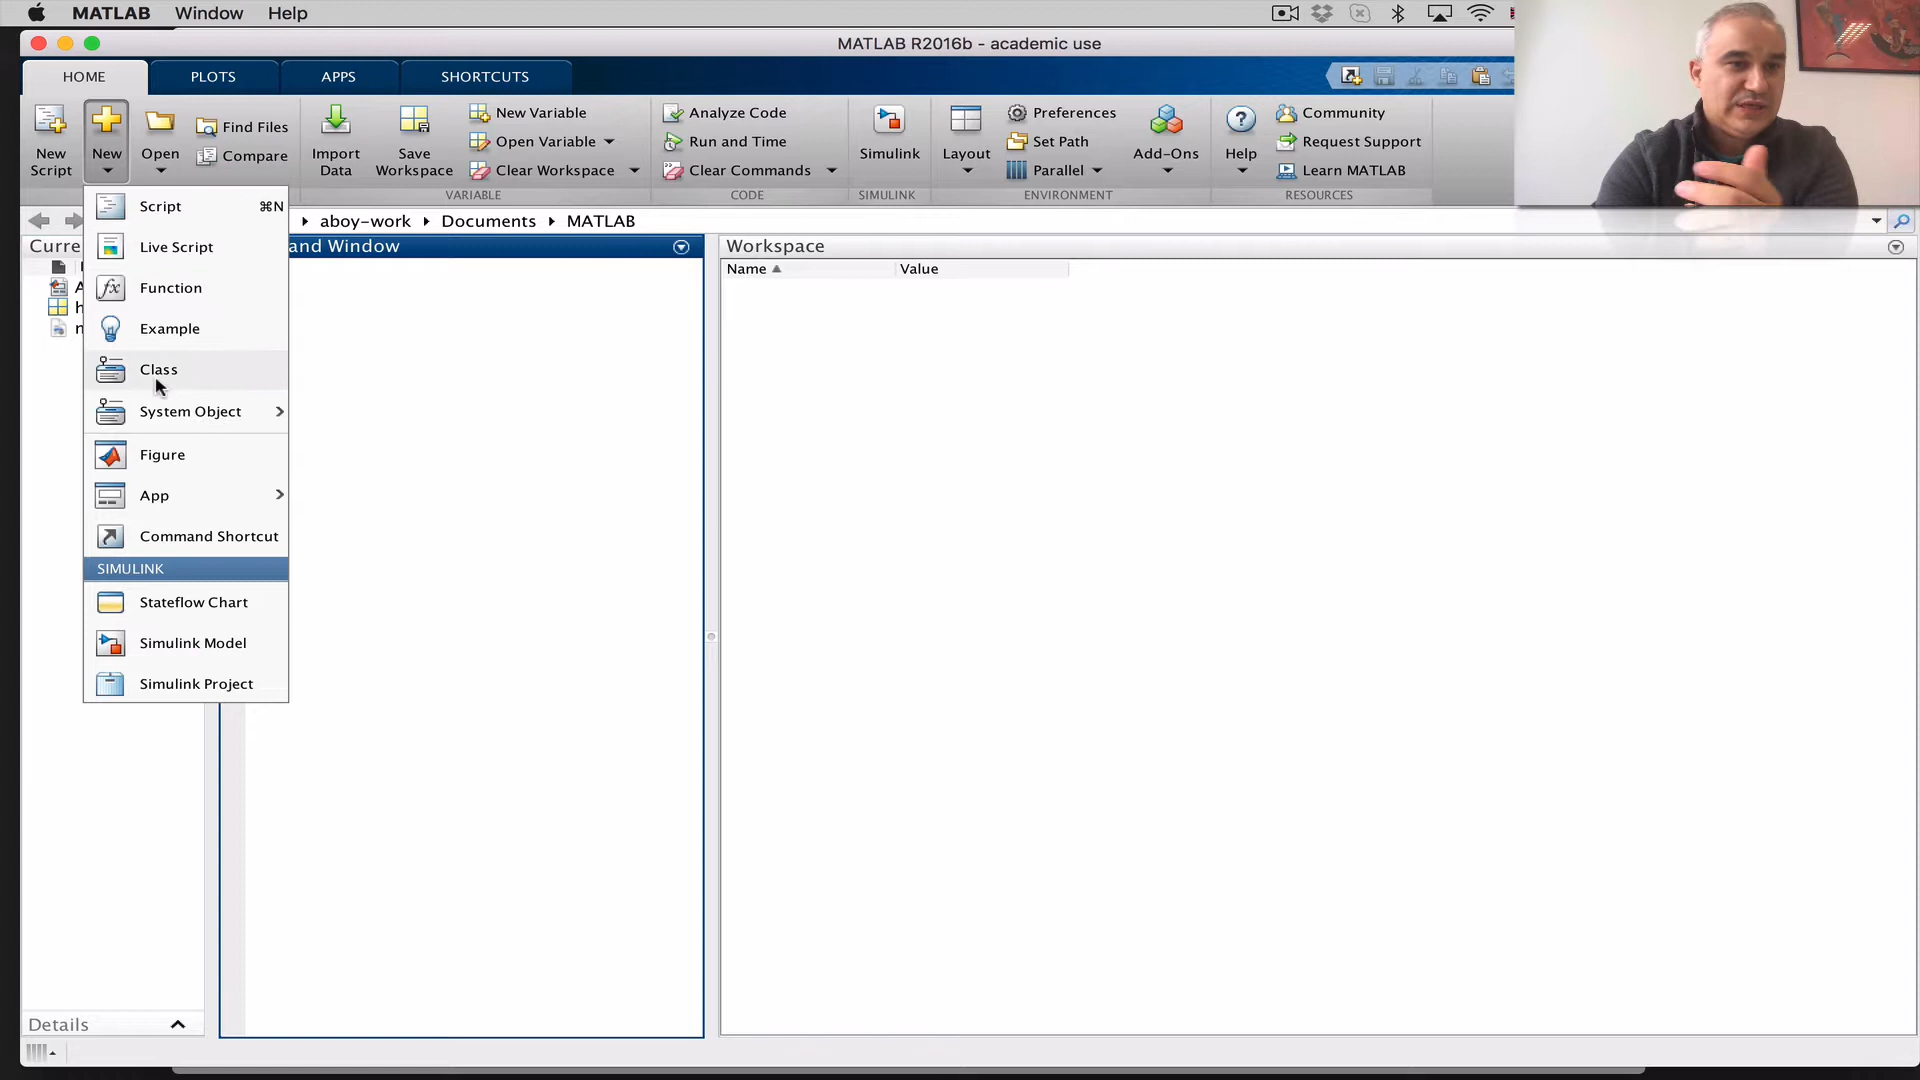 MATLAB Window Help
MATLAB R2016b - academic use
HOME PLOTS APPS SHORTCUTS
New Script
New
Open
Find Files
Compare
Import Data
Save Workspace
New Variable
Open Variable
Clear Workspace
VARIABLE
Analyze Code
Run and Time
Clear Commands
CODE
Simulink
SIMULINK
Layout
Preferences
Set Path
Parallel
Add-Ons
ENVIRONMENT
Help
Community
Request Support
Learn MATLAB
RESOURCES
aboy-work Documents MATLAB
Script ⌘N
Live Script
Function
Example
Class
System Object
Figure
App
Command Shortcut
SIMULINK
Stateflow Chart
Simulink Model
Simulink Project
Curre
and Window
Workspace
Name Value
Details